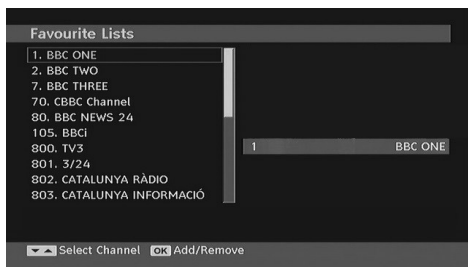 Favourite Lists
1. BBC ONE
2. BBC TWO
7. BBC THREE
70. CBBC Channel
80. BBC NEWS 24
105. BBCi
800. TV3
801. 3/24
802. CATALUNYA RÀDIO
803. CATALUNYA INFORMACIÓ
1 BBC ONE
Select Channel OK Add/Remove